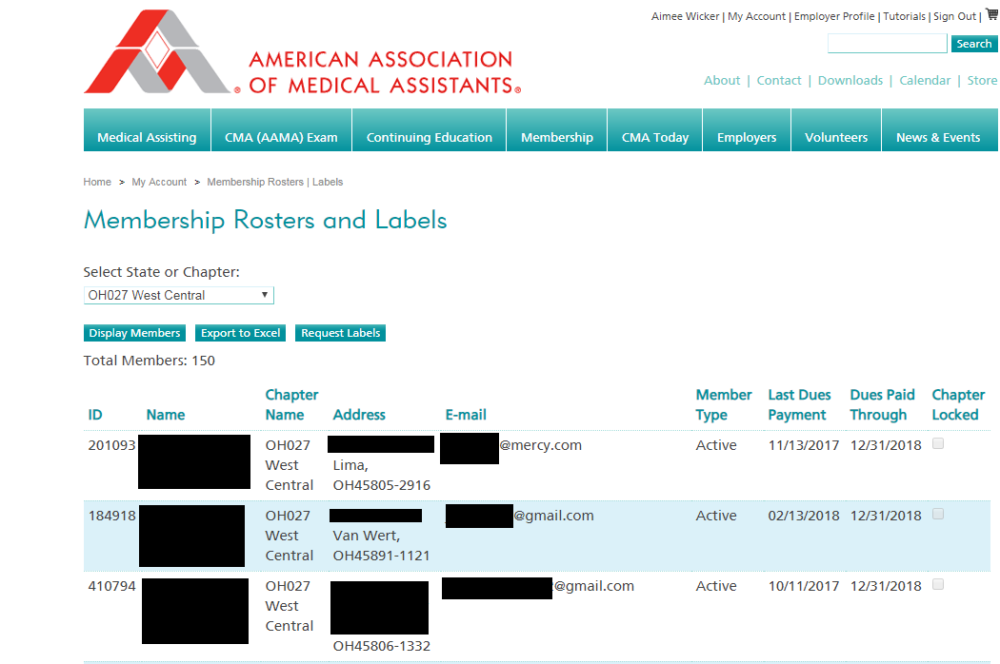 Aimee Wicker | My Account | Employer Profile | Tutorials | Sign Out |
AMERICAN ASSOCIATION
OF MEDICAL ASSISTANTS®
Search
About | Contact | Downloads | Calendar | Store
Medical Assisting CMA (AAMA) Exam Continuing Education Membership CMA Today Employers Volunteers News & Events
Home > My Account > Membership Rosters | Labels
Membership Rosters and Labels
Select State or Chapter:
OH027 West Central
Display Members Export to Excel Request Labels
Total Members: 150
Chapter Member Last Dues Dues Paid Chapter
ID Name Name Address E-mail Type Payment Through Locked
201093 OH027 @mercy.com Active 11/13/2017 12/31/2018
West Lima,
Central OH45805-2916
184918 OH027 @gmail.com Active 02/13/2018 12/31/2018
West Van Wert,
Central OH45891-1121
410794 OH027 @gmail.com Active 10/11/2017 12/31/2018
West
Central
OH45806-1332